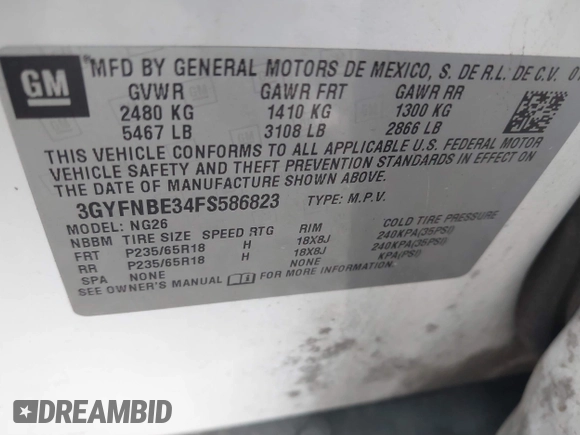 GM
*MFD BY GENERAL MOTORS DE MEXICO, S. DE R.L. DE C.V. 01
GVWR GAWR FRT GAWR RR
2480 KG 1410 KG 1300 KG
5467 LB 3108 LB 2866 LB
THIS VEHICLE CONFORMS TO ALL APPLICABLE U.S. FEDERAL MOTOR
VEHICLE SAFETY AND THEFT PREVENTION STANDARDS IN EFFECT ON
THE DATE OF MANUFACTURE SHOWN ABOVE.
3GYFNBE34FS586823 TYPE: M.P.V.
MODEL: NG26
NBBM TIRE SIZE SPEED RTG RIM COLD TIRE PRESSURE
FRT P235/65R18 H 18X8J 240KPA(35PSI)
RR P235/65R18 H 18X8J 240KPA(35PSI)
SPA NONE NONE KPA(PSI)
SEE OWNER'S MANUAL FOR MORE INFORMATION.
DREAMBID